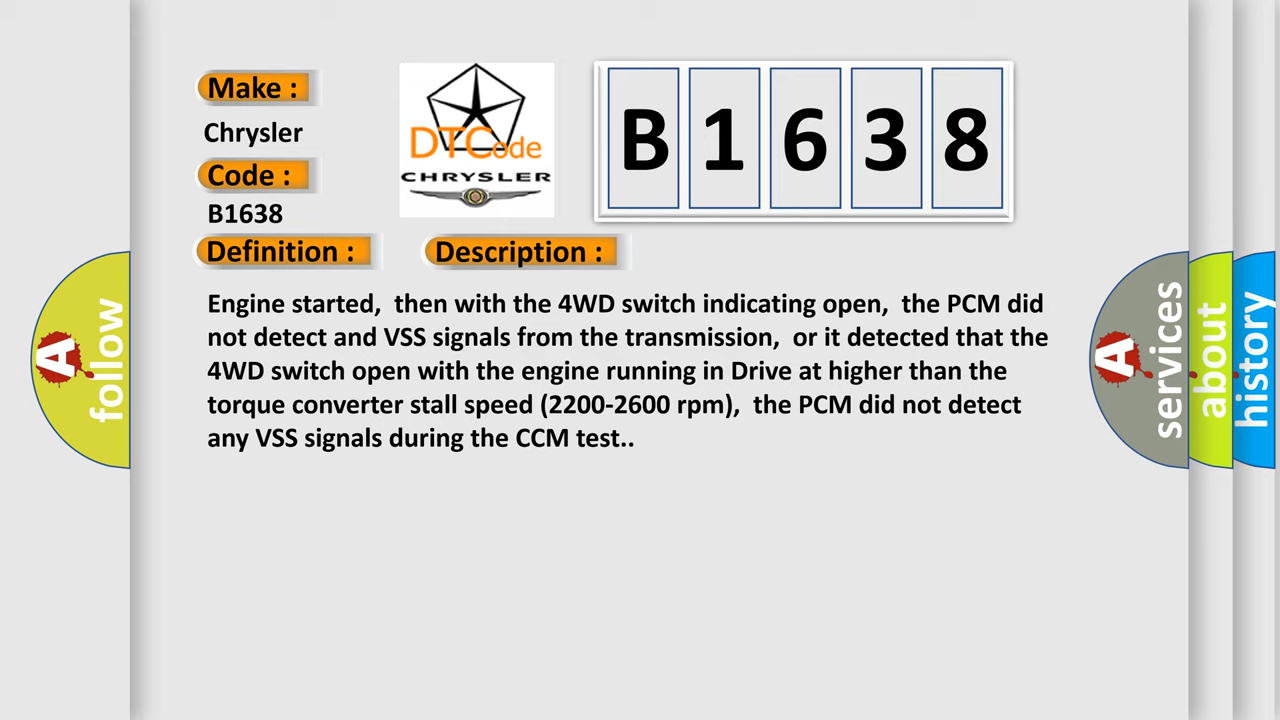 Make :
Chrysler
Code :
B1638
DTCode
CHRYSLER
B 1 6 3 8
Definition :
Description :
Engine started,  then with the 4WD switch indicating open,  the PCM did
not detect and VSS signals from the transmission,  or it detected that the
4WD switch open with the engine running in Drive at higher than the
torque converter stall speed (2200-2600 rpm),  the PCM did not detect
any VSS signals during the CCM test..
A follow
A services
about
history